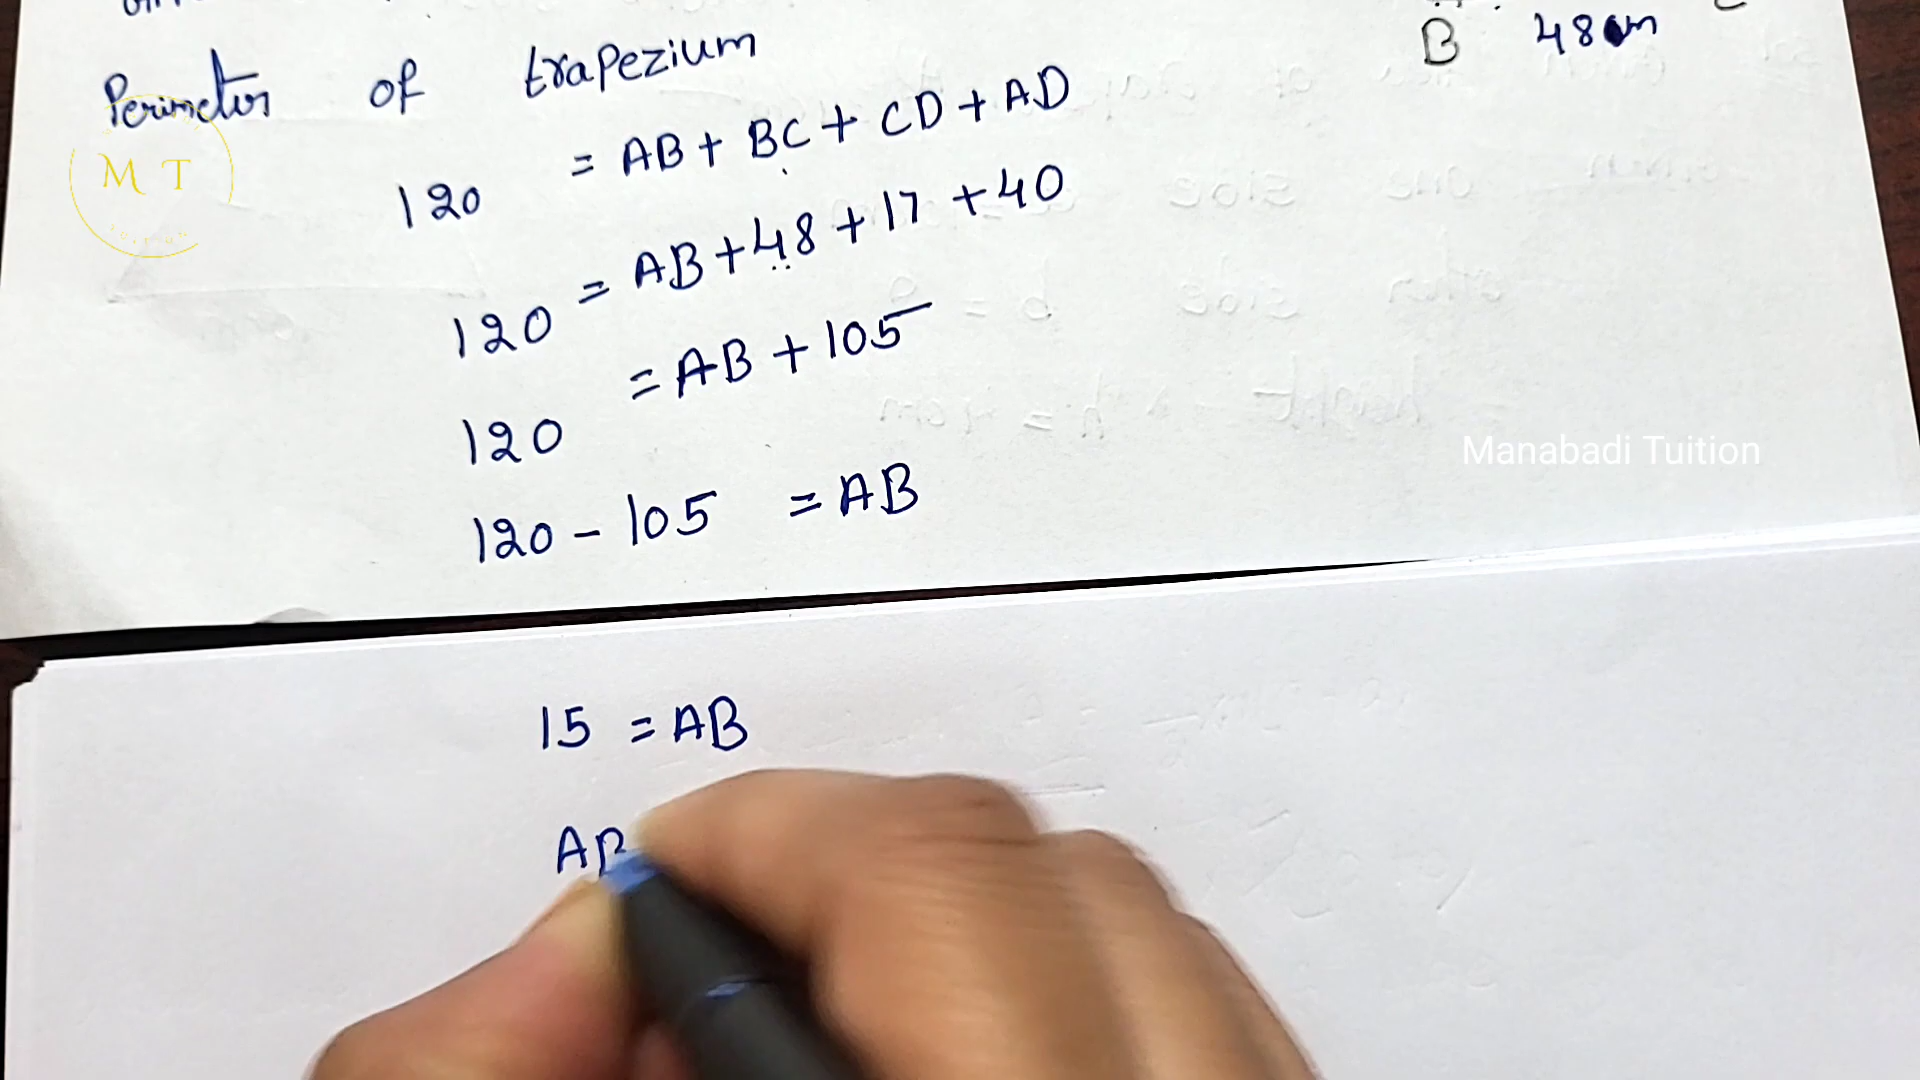 B 48cm
Perimeter of trapezium
= AB + BC + CD + AD
120
= AB + 48 + 17 + 40
120
= AB + 105
120
120 - 105 = AB
15 = AB
AB
M T
Manabadi Tuition